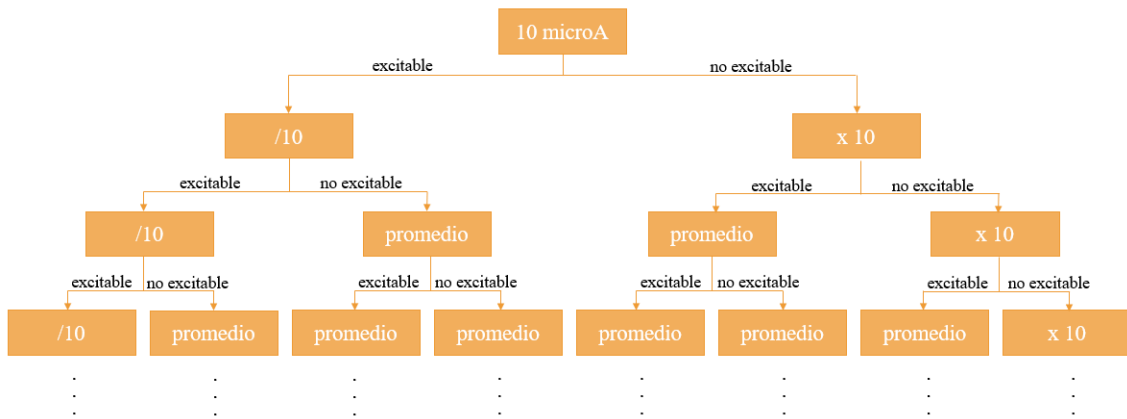 10 microA
excitable no excitable
/10 x 10
excitable no excitable excitable no excitable
/10 promedio promedio x 10
excitable no excitable excitable no excitable excitable no excitable excitable no excitable
/10 promedio promedio promedio promedio promedio promedio x 10